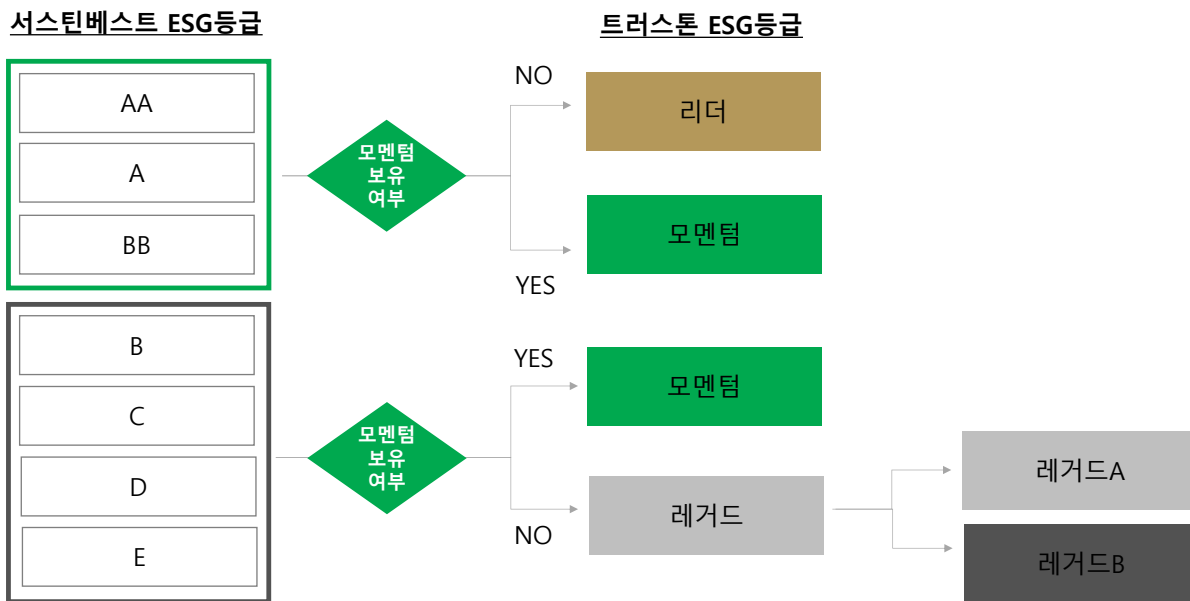 서스틴베스트 ESG등급
트러스톤 ESG등급
AA
A
BB
모멘텀
보유
여부
NO
리더
YES
모멘텀
B
C
D
E
모멘텀
보유
여부
YES
모멘텀
NO
레거드
레거드A
레거드B